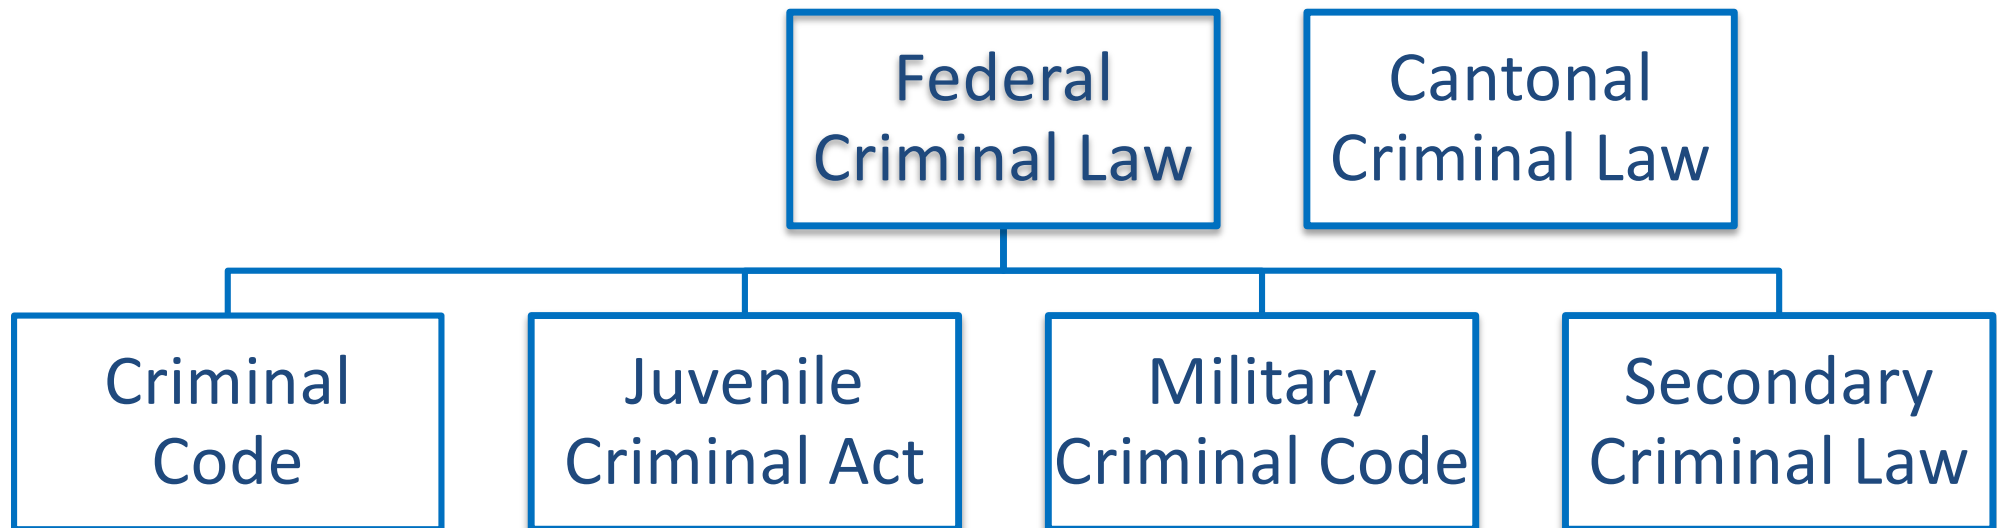 Federal
Criminal Law
Cantonal
Criminal Law
Criminal
Code
Juvenile
Criminal Act
Military
Criminal Code
Secondary
Criminal Law